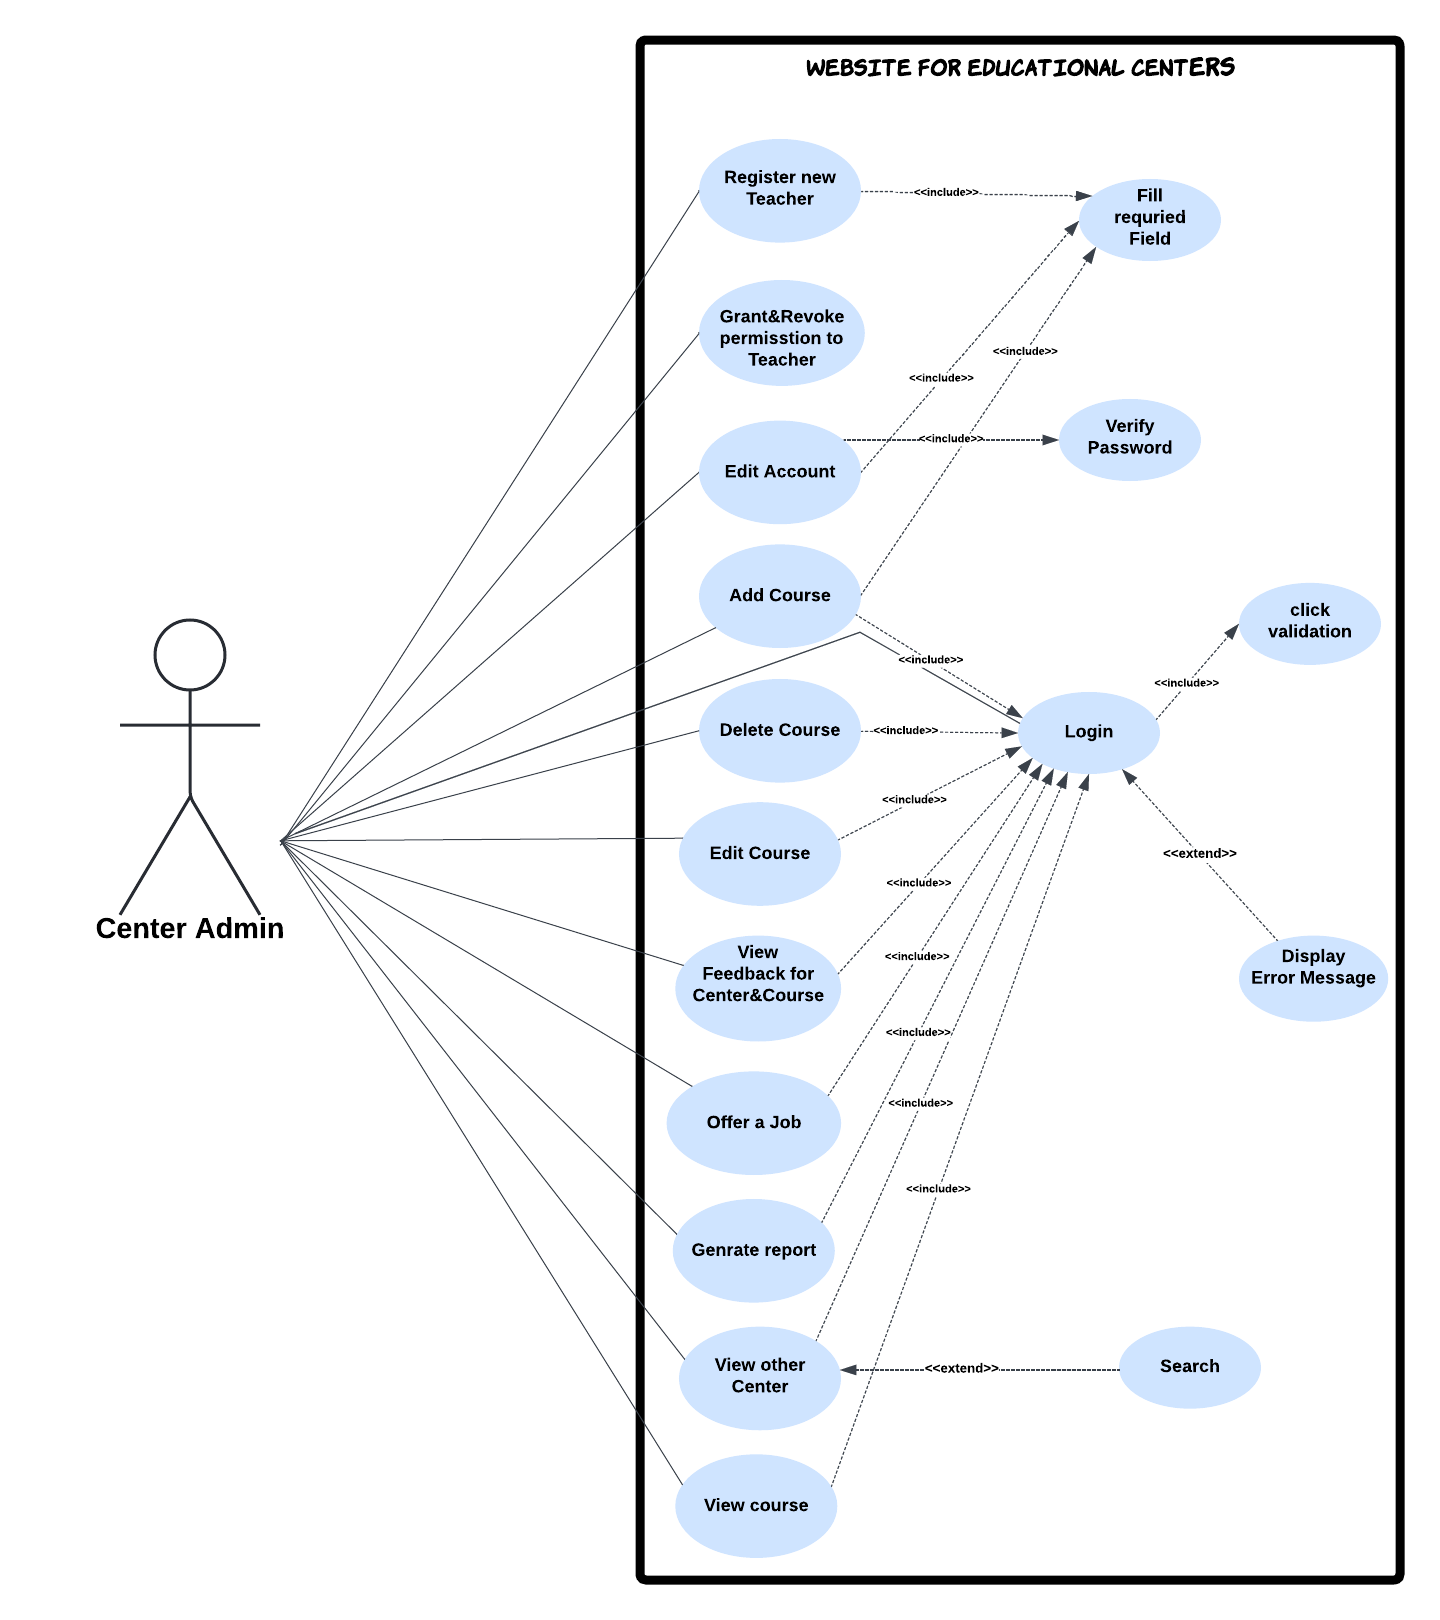 WEBSITE FOR EDUCATIONAL CENTERS
Register new
Teacher
<<include>>
Fill
requried
Field
Grant&Revoke
permisstion to
Teacher
<<include>>
<<include>>
Edit Account
<<include>>
Verify
Password
Add Course
click
validation
<<include>>
<<include>>
Delete Course
<<include>>
Login
<<include>>
Edit Course
<<extend>>
<<include>>
Center Admin
View
Feedback for
Center&Course
<<include>>
Display
Error Message
<<include>>
Offer a Job
<<include>>
<<include>>
Genrate report
View other
Center
<<extend>>
Search
View course